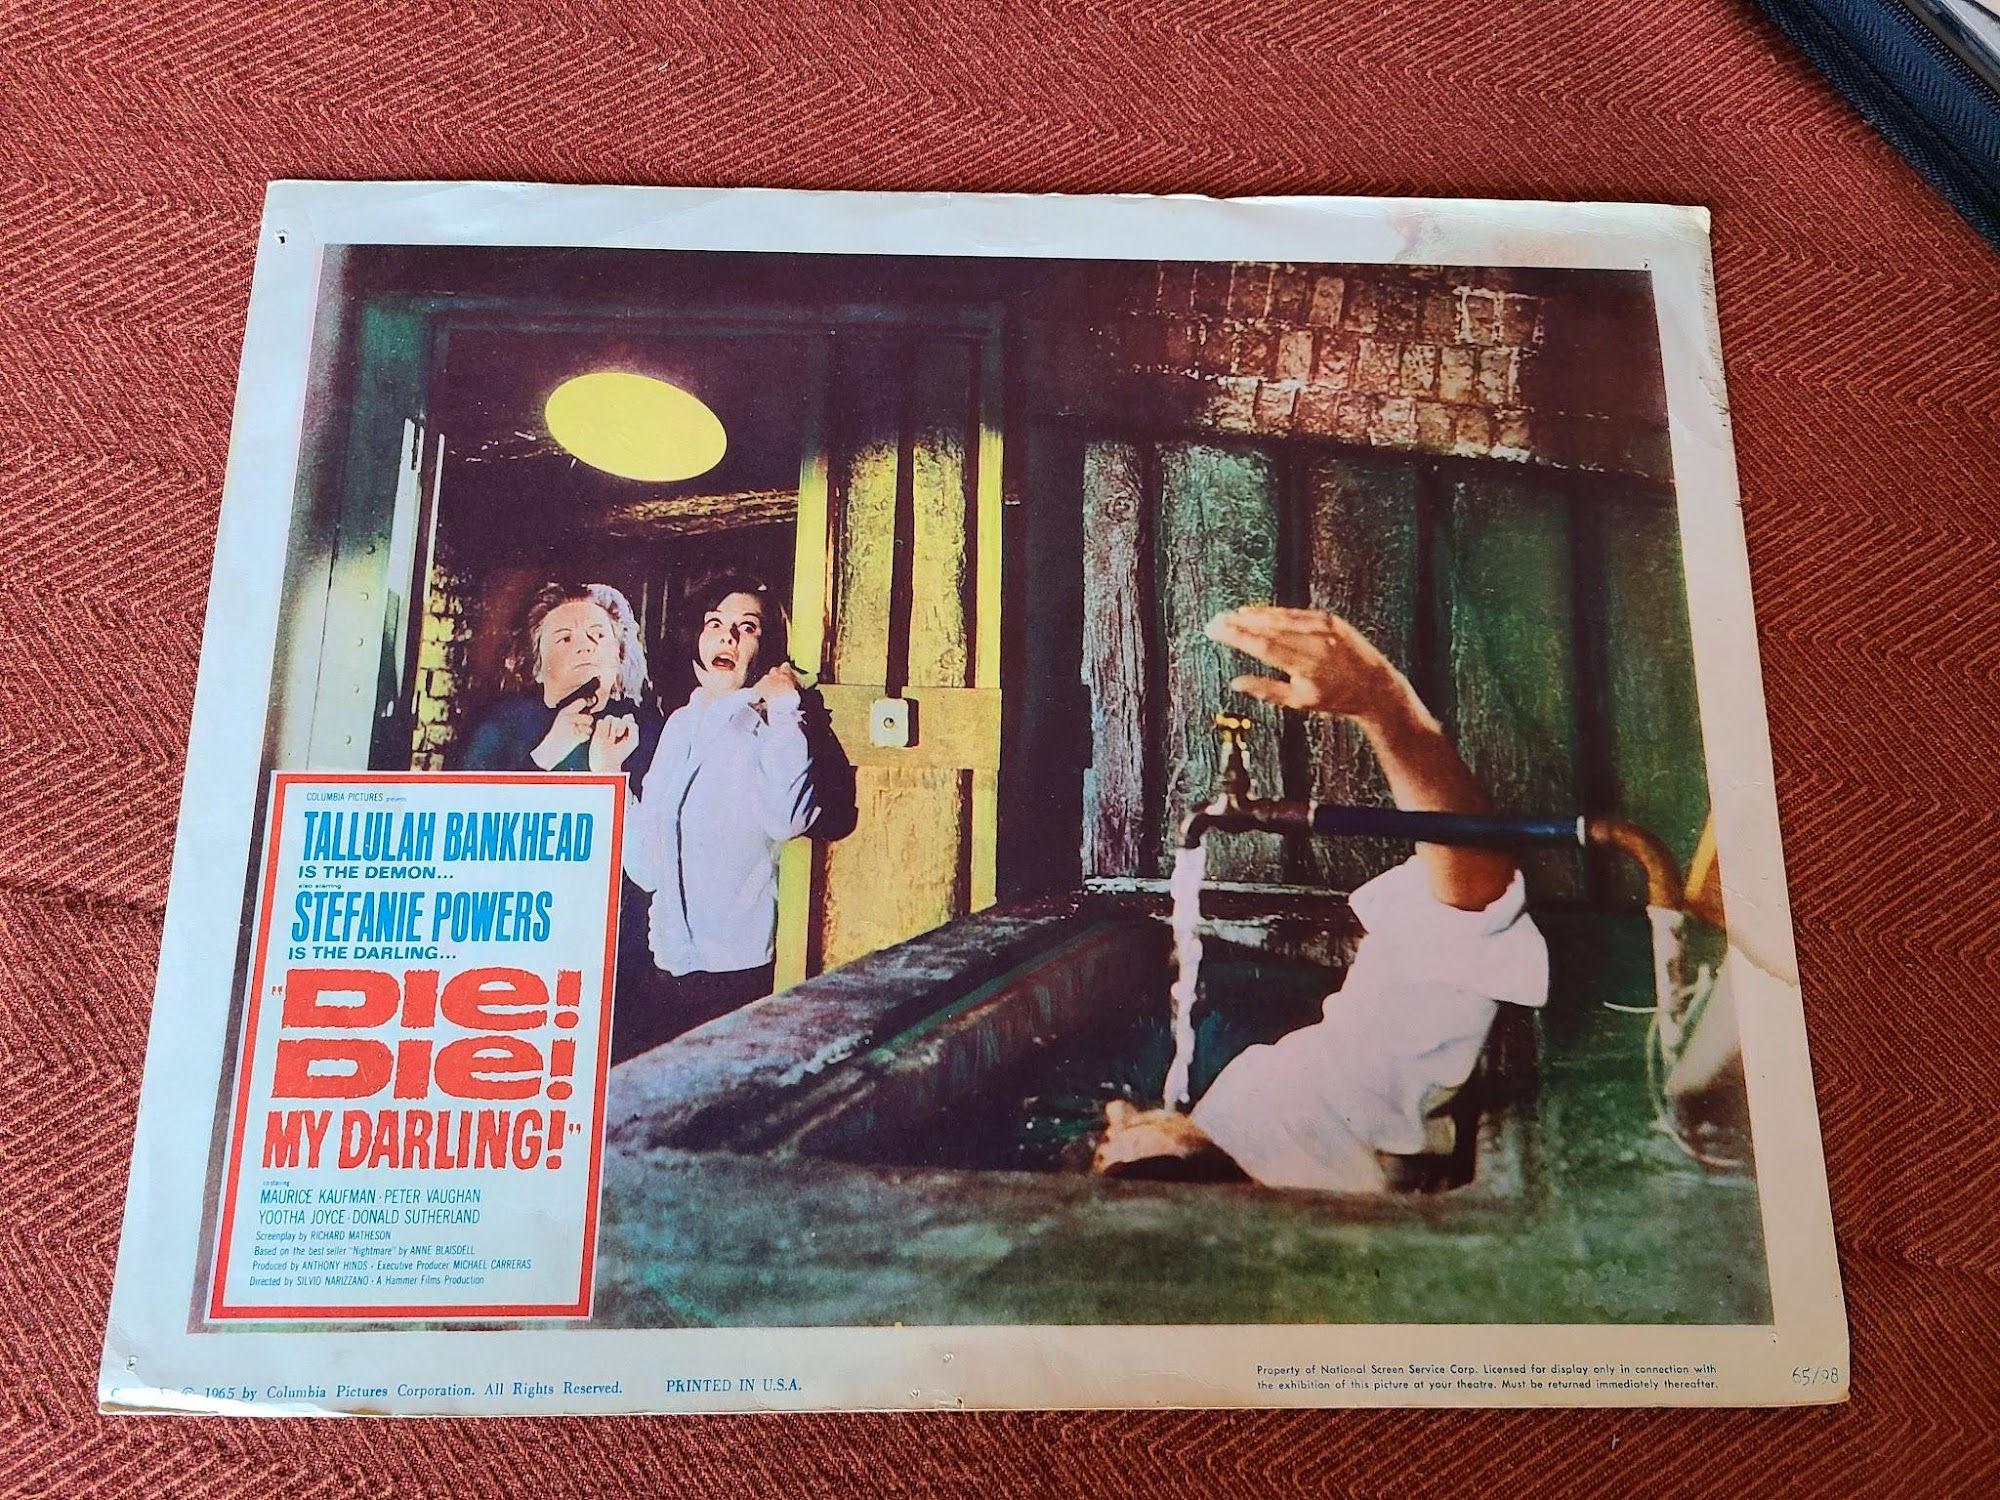 COLUMBIA PICTURES presents
TALLULAH BANKHEAD
IS THE DEMON...
also starring
STEFANIE POWERS
IS THE DARLING...
"DIE!
DIE!
MY DARLING!"
co-starring
MAURICE KAUFMAN · PETER VAUGHAN
YOOTHA JOYCE · DONALD SUTHERLAND
Screenplay by RICHARD MATHESON
Based on the best seller "Nightmare" by ANNE BLAISDELL
Produced by ANTHONY HINDS · Executive Producer MICHAEL CARRERAS
Directed by SILVIO NARIZZANO · A Hammer Films Production
© 1965 by Columbia Pictures Corporation. All Rights Reserved. PRINTED IN U.S.A.
Property of National Screen Service Corp. Licensed for display only in connection with
the exhibition of this picture at your theatre. Must be returned immediately thereafter.
65/98